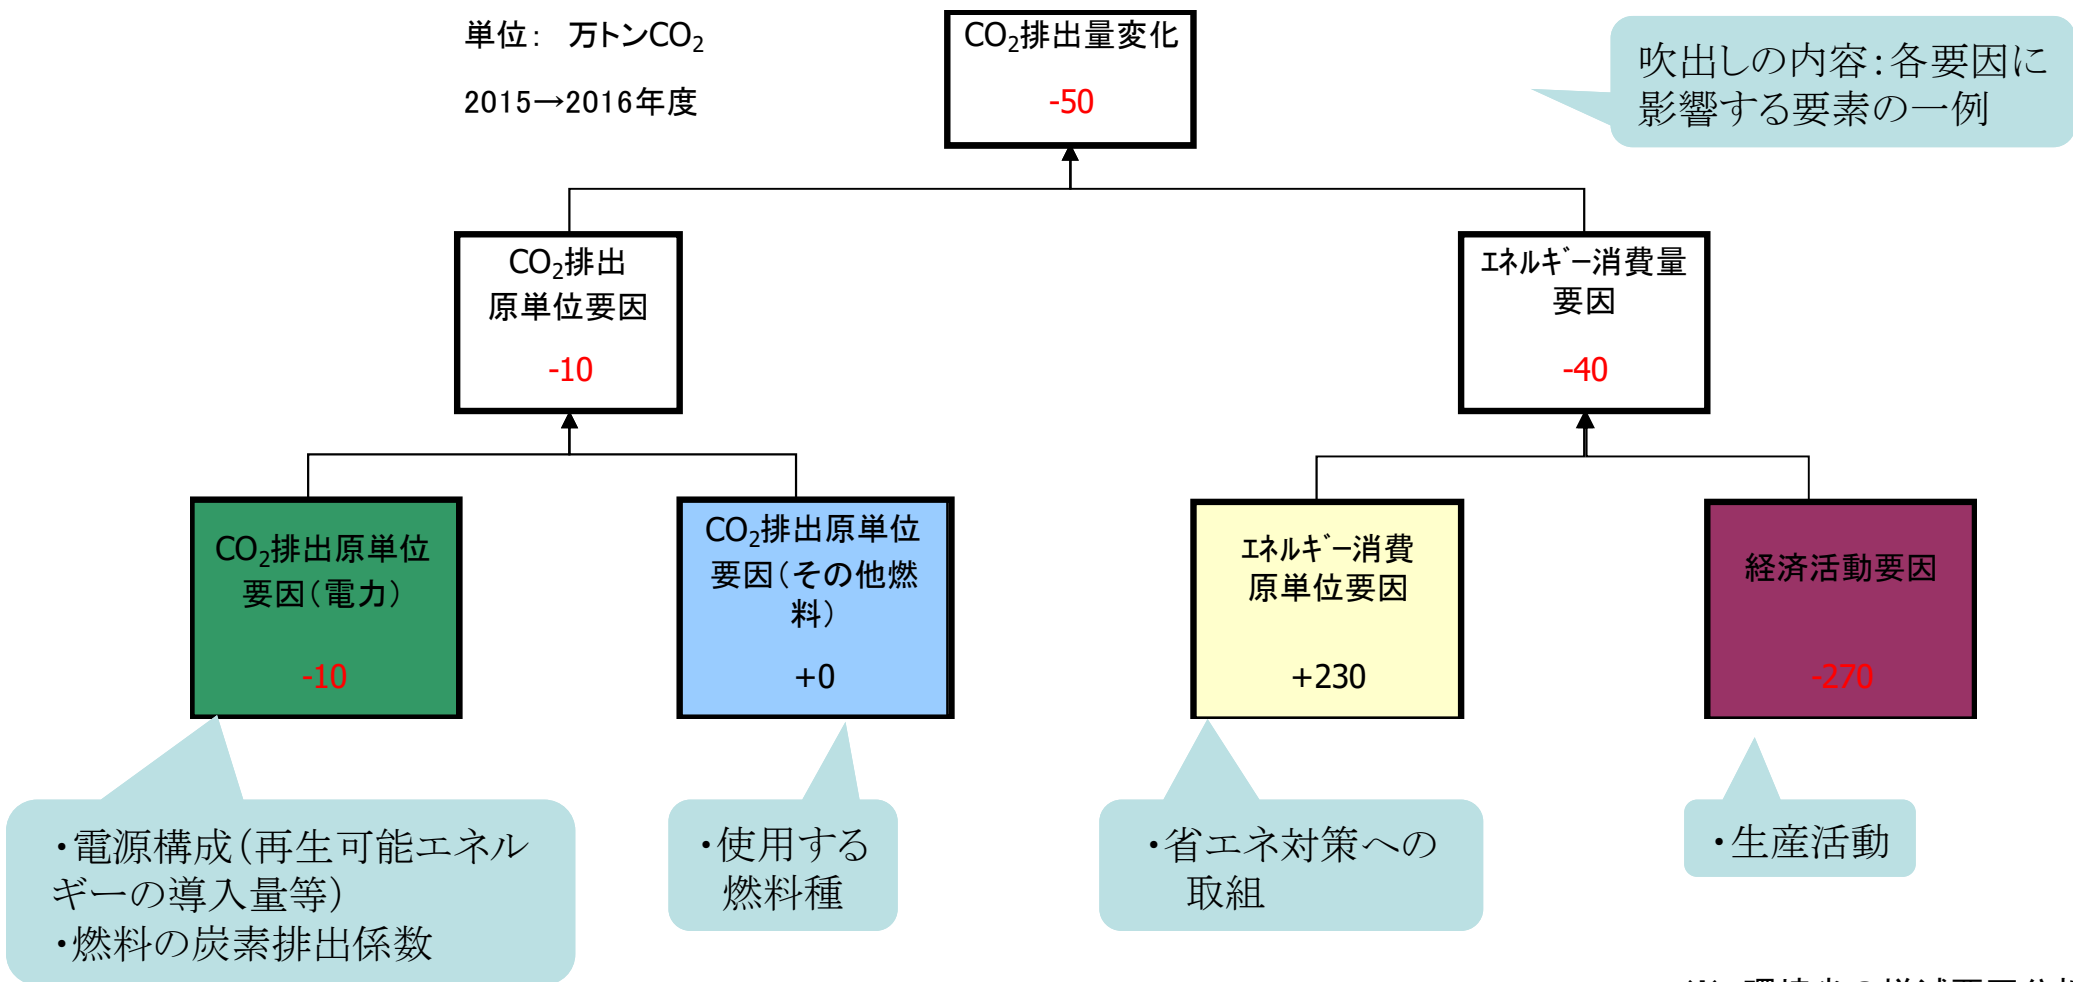 単位： 万トンCO₂
2015→2016年度
CO₂排出量変化
-50
吹出しの内容：各要因に
影響する要素の一例
CO₂排出
原単位要因
-10
ｴﾈﾙｷﾞｰ消費量
要因
-40
CO₂排出原単位
要因（電力）
-10
CO₂排出原単位
要因（その他燃
料）
+0
ｴﾈﾙｷﾞｰ消費
原単位要因
+230
経済活動要因
-270
・電源構成（再生可能エネル
ギーの導入量等）
・燃料の炭素排出係数
・使用する
燃料種
・省エネ対策への
取組
・生産活動